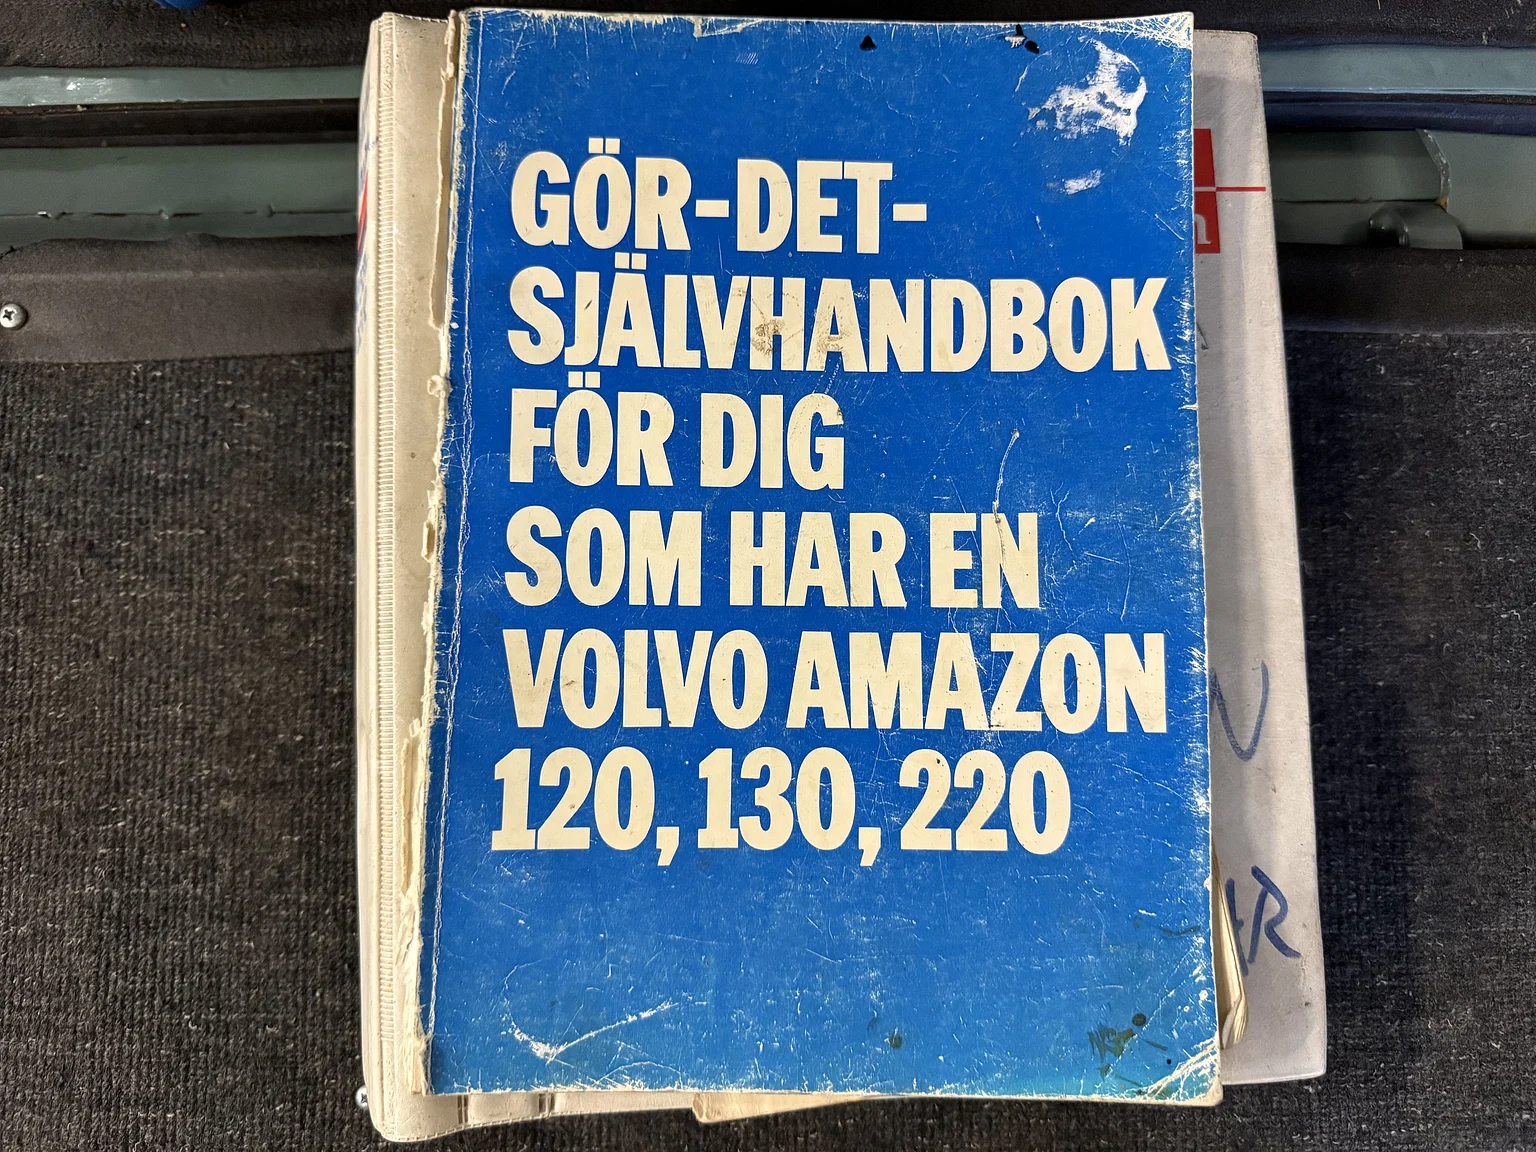 GÖR-DET-
SJÄLVHANDBOK
FÖR DIG
SOM HAR EN
VOLVO AMAZON
120, 130, 220